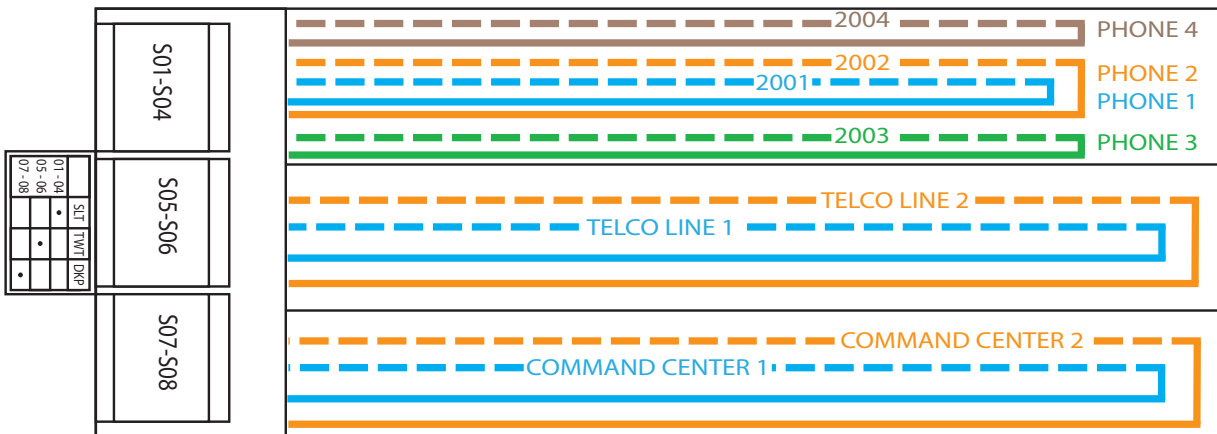 S01-S04
2004
PHONE 4
2002
PHONE 2
2001
PHONE 1
2003
PHONE 3
01 - 04
05 - 06
07 - 08
SLT
TWT
DKP
S05-S06
TELCO LINE 2
TELCO LINE 1
S07-S08
COMMAND CENTER 2
COMMAND CENTER 1